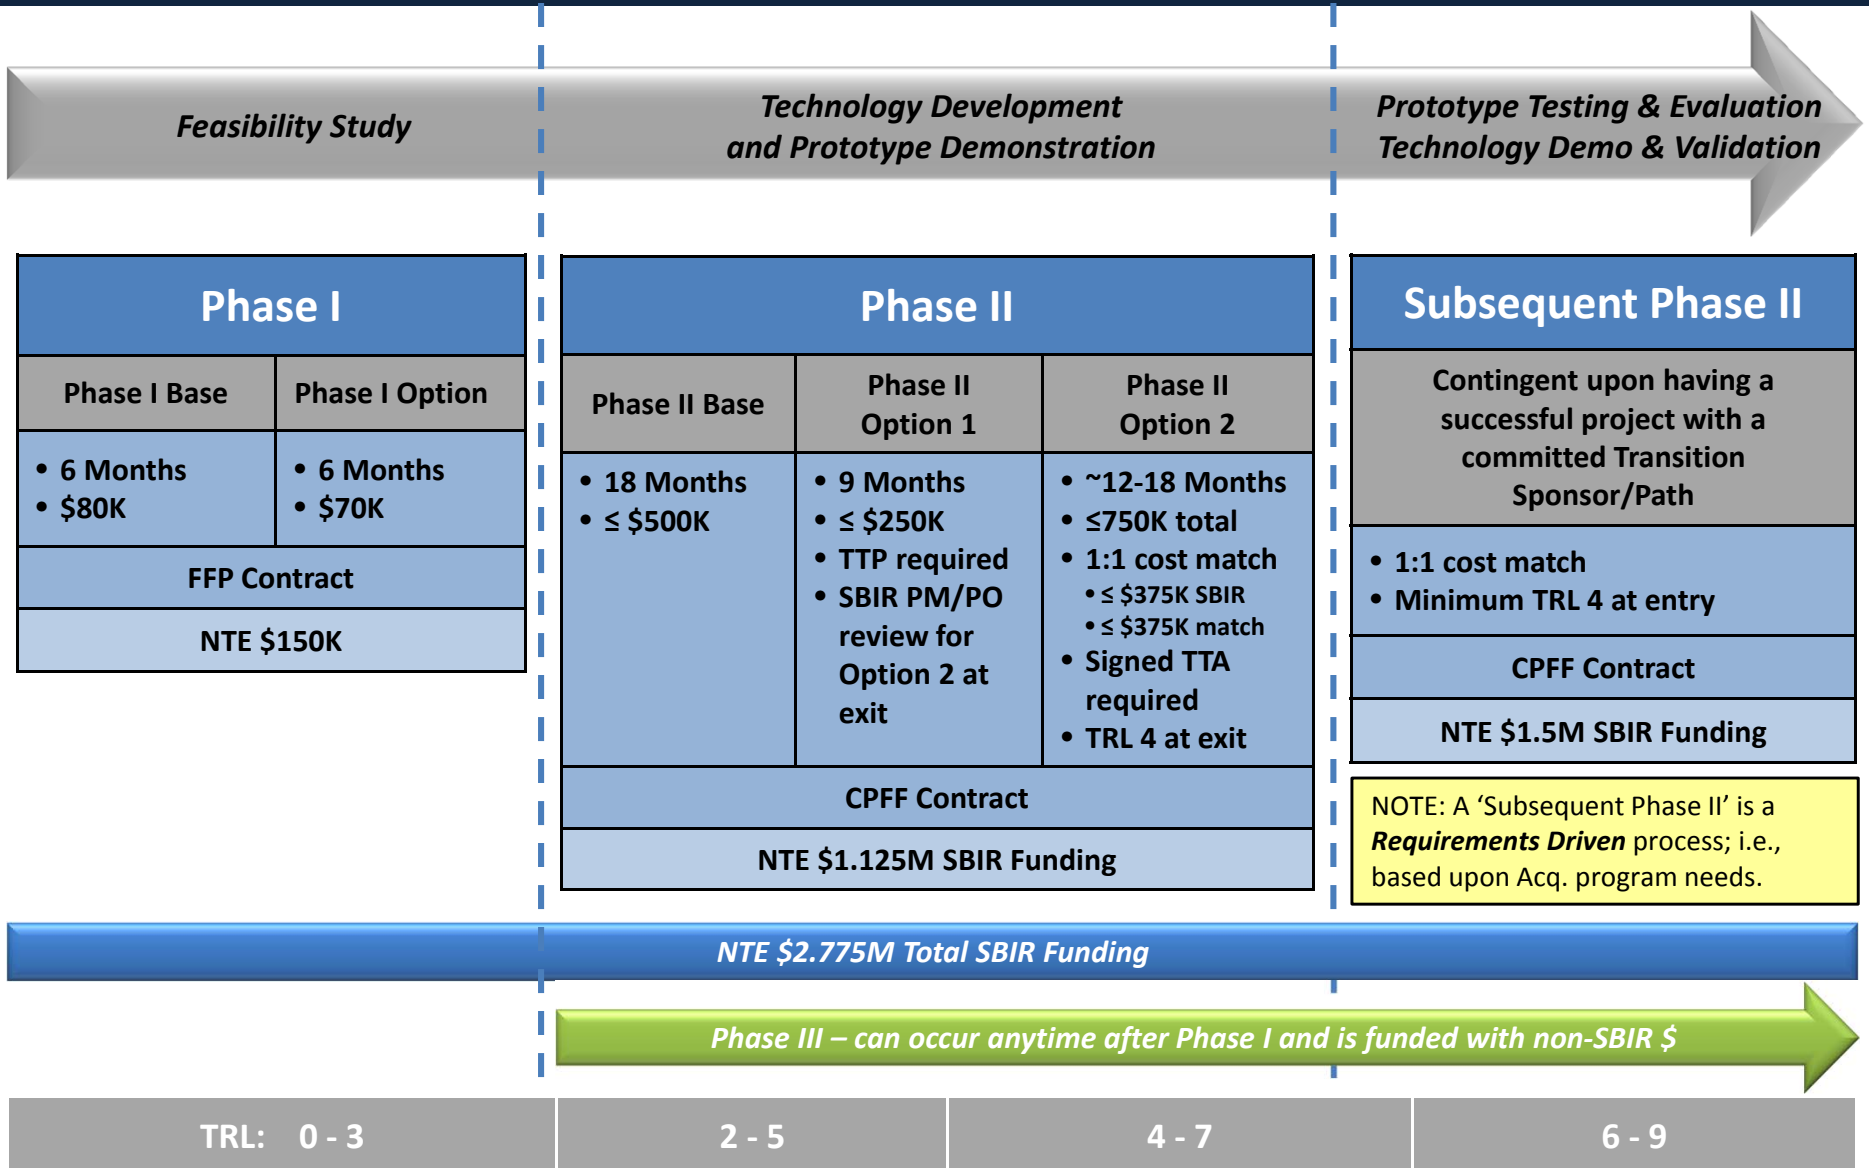 Feasibility Study
Technology Development
and Prototype Demonstration
Prototype Testing & Evaluation
Technology Demo & Validation
Phase I
Phase I Base
Phase I Option
• 6 Months
• $80K
• 6 Months
• $70K
FFP Contract
NTE $150K
Phase II
Phase II Base
Phase II
Option 1
Phase II
Option 2
• 18 Months
• ≤ $500K
• 9 Months
• ≤ $250K
• TTP required
• SBIR PM/PO
review for
Option 2 at
exit
• ~12-18 Months
• ≤750K total
• 1:1 cost match
• ≤ $375K SBIR
• ≤ $375K match
• Signed TTA
required
• TRL 4 at exit
CPFF Contract
NTE $1.125M SBIR Funding
Subsequent Phase II
Contingent upon having a
successful project with a
committed Transition
Sponsor/Path
• 1:1 cost match
• Minimum TRL 4 at entry
CPFF Contract
NTE $1.5M SBIR Funding
NOTE: A ‘Subsequent Phase II’ is a
Requirements Driven process; i.e.,
based upon Acq. program needs.
NTE $2.775M Total SBIR Funding
Phase III – can occur anytime after Phase I and is funded with non-SBIR $
TRL: 0 - 3
2 - 5
4 - 7
6 - 9